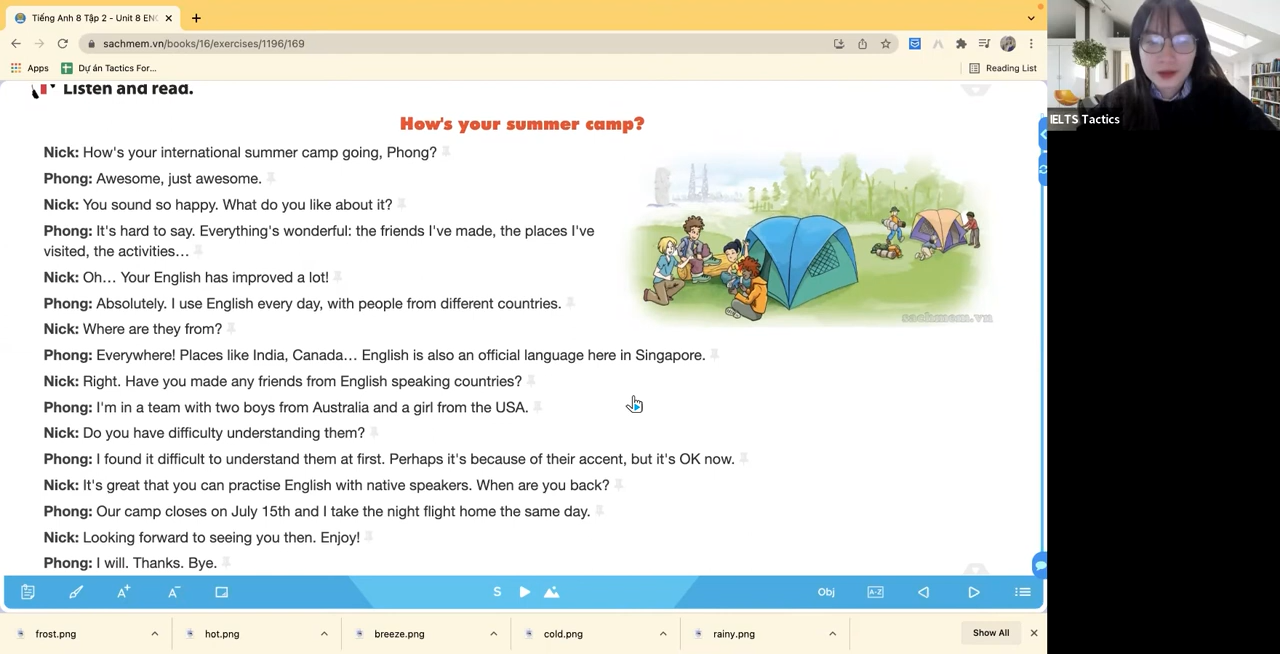 Tiếng Anh 8 Tập 2 - Unit 8 EN
sachmem.vn/books/16/exercises/1196/169
Apps
Dự án Tactics For...
Reading List
IELTS Tactics
Listen and read.
How's your summer camp?
Nick: How's your international summer camp going, Phong?
Phong: Awesome, just awesome.
Nick: You sound so happy. What do you like about it?
Phong: It's hard to say. Everything's wonderful: the friends I've made, the places I've
visited, the activities...
Nick: Oh... Your English has improved a lot!
Phong: Absolutely. I use English every day, with people from different countries.
Nick: Where are they from?
Phong: Everywhere! Places like India, Canada... English is also an official language here in Singapore.
Nick: Right. Have you made any friends from English speaking countries?
Phong: I'm in a team with two boys from Australia and a girl from the USA.
Nick: Do you have difficulty understanding them?
Phong: I found it difficult to understand them at first. Perhaps it's because of their accent, but it's OK now.
Nick: It's great that you can practise English with native speakers. When are you back?
Phong: Our camp closes on July 15th and I take the night flight home the same day.
Nick: Looking forward to seeing you then. Enjoy!
Phong: I will. Thanks. Bye.
sachmem.vn
A+
A-
S
Obj
A-Z
frost.png
hot.png
breeze.png
cold.png
rainy.png
Show All